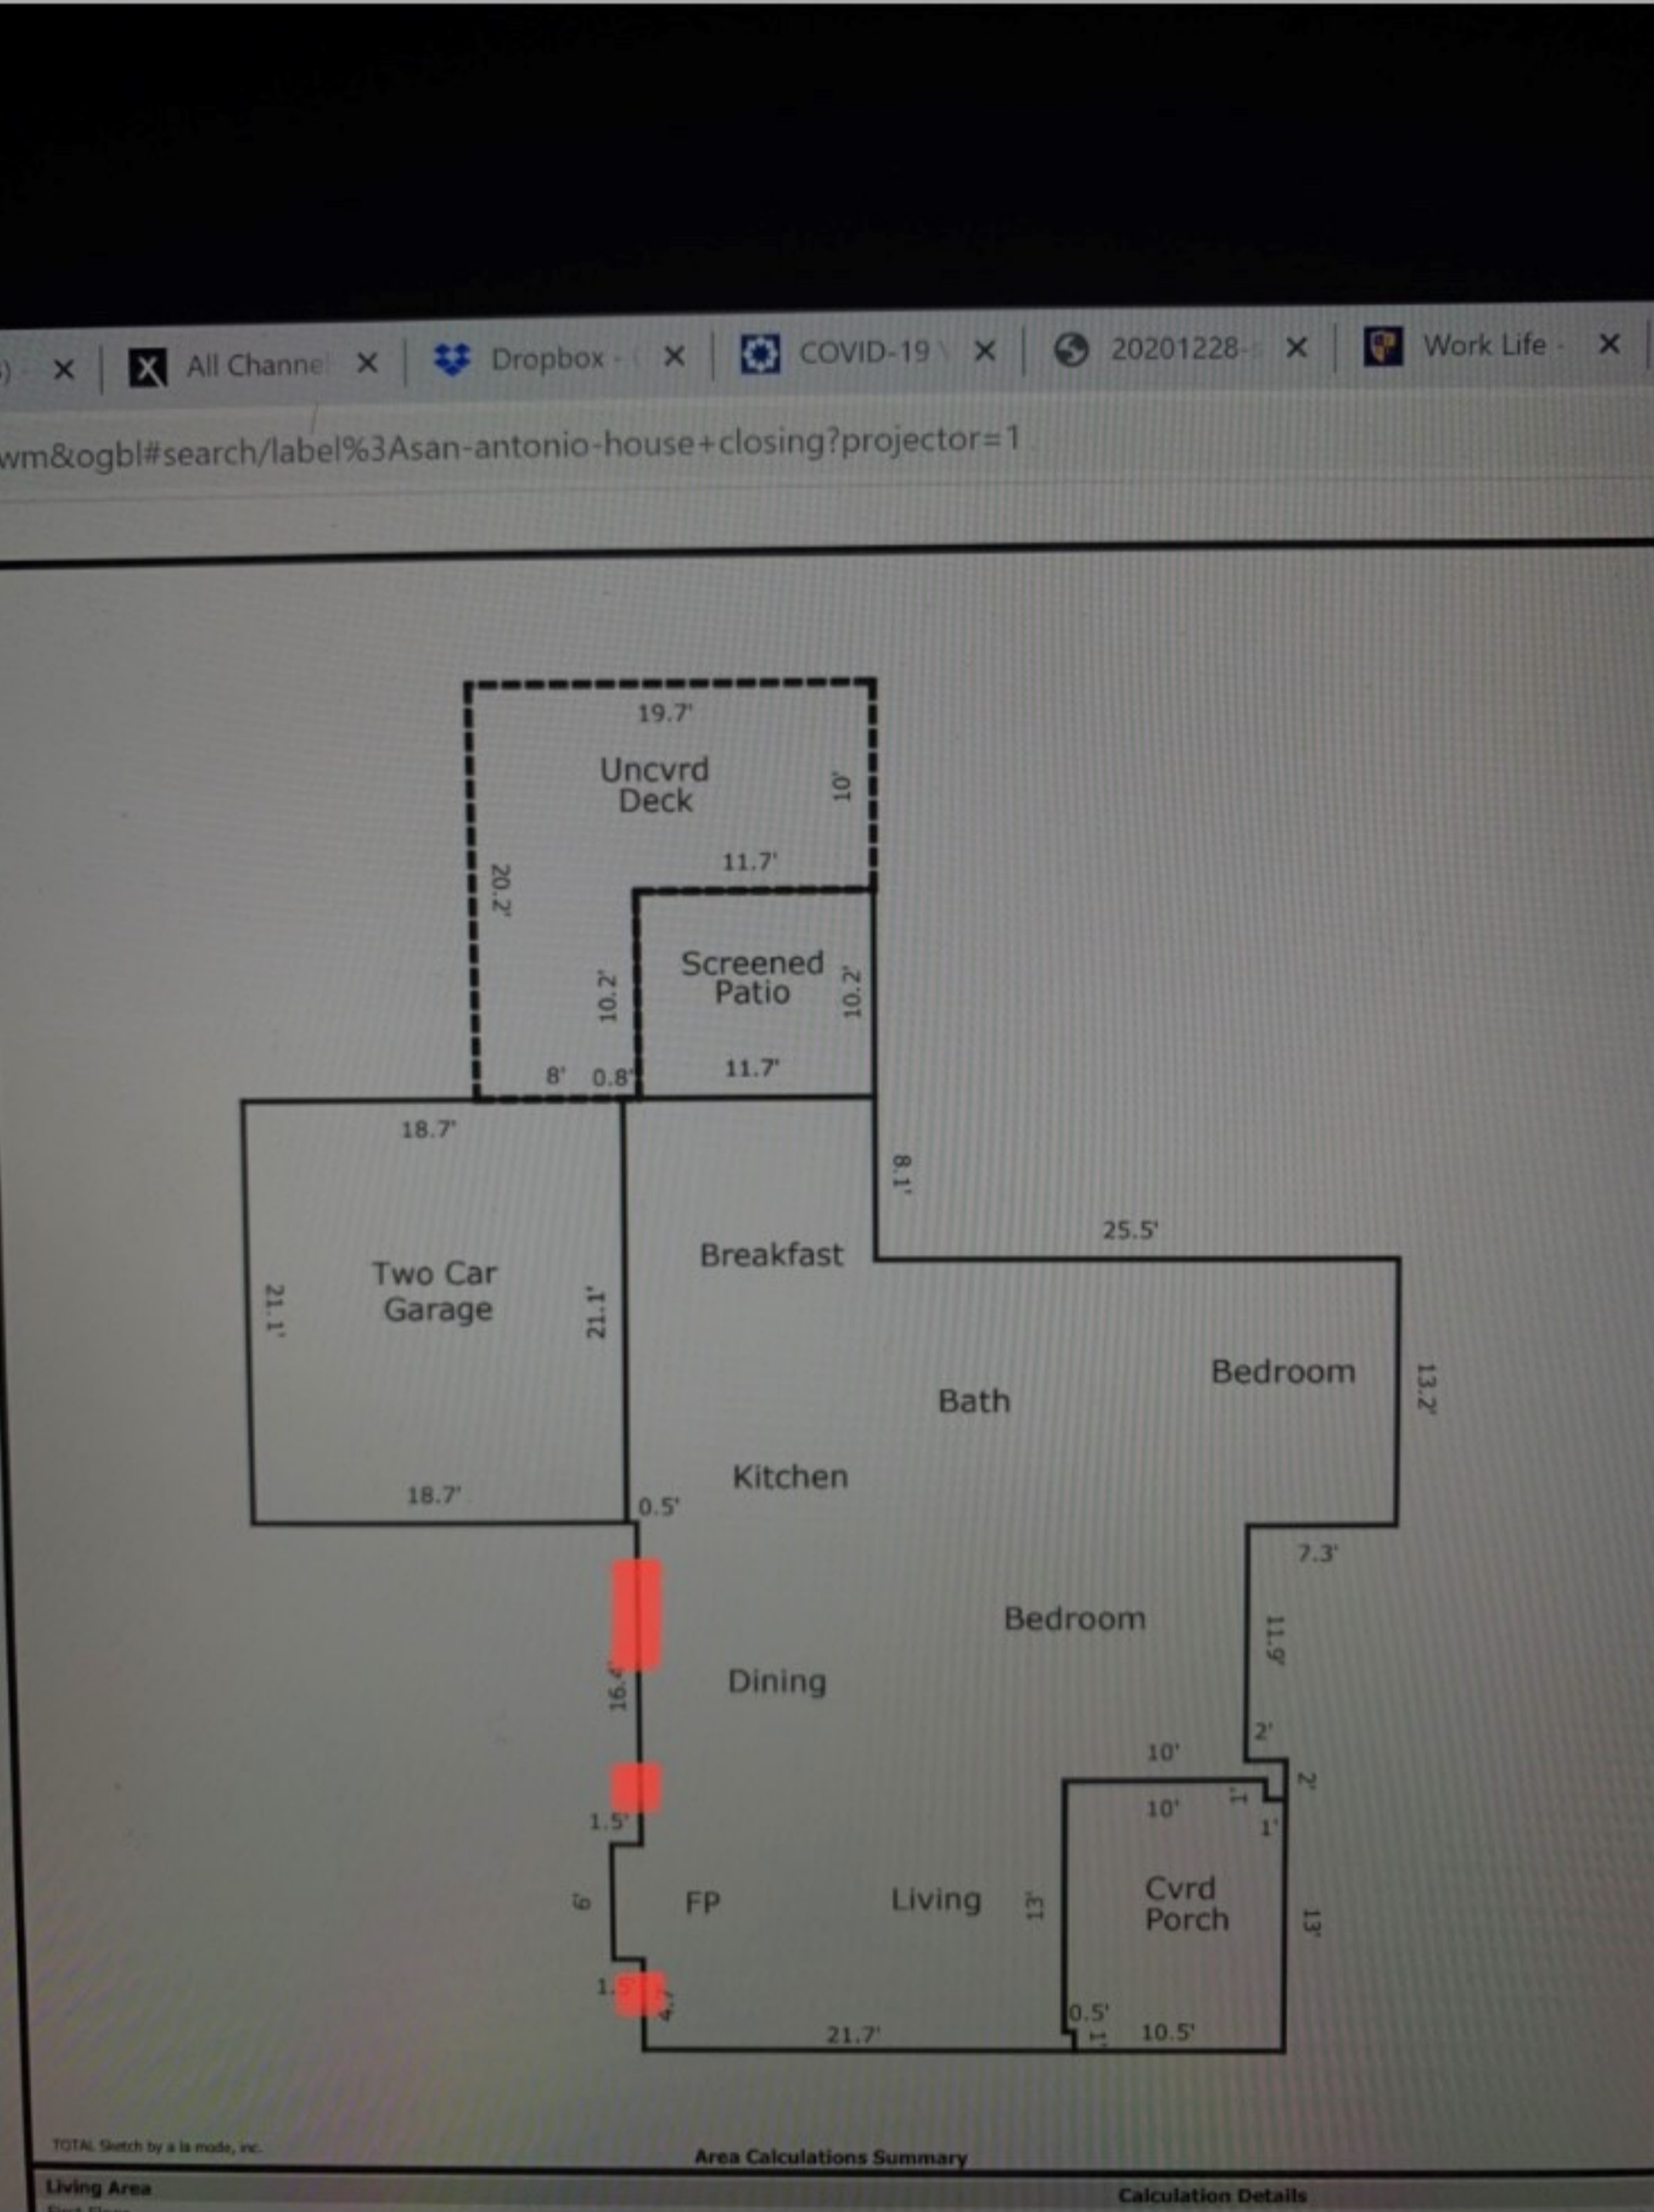 All Channe
Dropbox -
COVID-19
20201228-
Work Life -
wm&ogbl#search/label%3Asan-antonio-house+closing?projector=1
19.7'
Uncvrd
Deck
10'
11.7'
20.2'
Screened
Patio
10.2'
10.2'
8' 0.8'
11.7'
18.7'
8.1'
25.5'
Breakfast
Two Car
Garage
21.1'
21.1'
Bedroom
13.2'
Bath
Kitchen
18.7'
0.5'
7.3'
Bedroom
11.9'
Dining
16.4'
2'
10'
2'
10'
1'
1'
1.5'
6'
FP
Living
13'
Cvrd
Porch
13'
1.5'
4.7'
0.5'
21.7'
1'
10.5'
TOTAL Sketch by a la mode, inc.
Area Calculations Summary
Living Area
Calculation Details